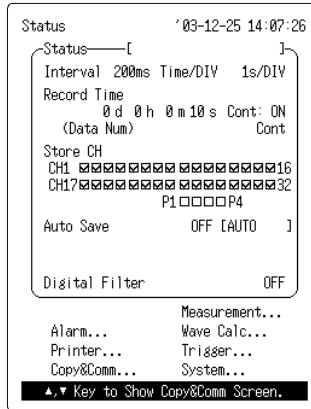 Status ´03-12-25 14:07:26
Status [ ]
Interval 200ms Time/DIV 1s/DIV
Record Time
0 d 0 h 0 m 10 s Cont: ON
(Data Num) Cont
Store CH
CH1 ☑☑☑☑☑☑☑☑☑☑☑☑☑☑☑☑16
CH17☑☑☑☑☑☑☑☑☑☑☑☑☑☑☑☑32
P1□□□□P4
Auto Save OFF [AUTO ]
Digital Filter OFF
Measurement...
Alarm... Wave Calc...
Printer... Trigger...
Copy&Comm... System...
▲,▼ Key to Show Copy&Comm Screen.